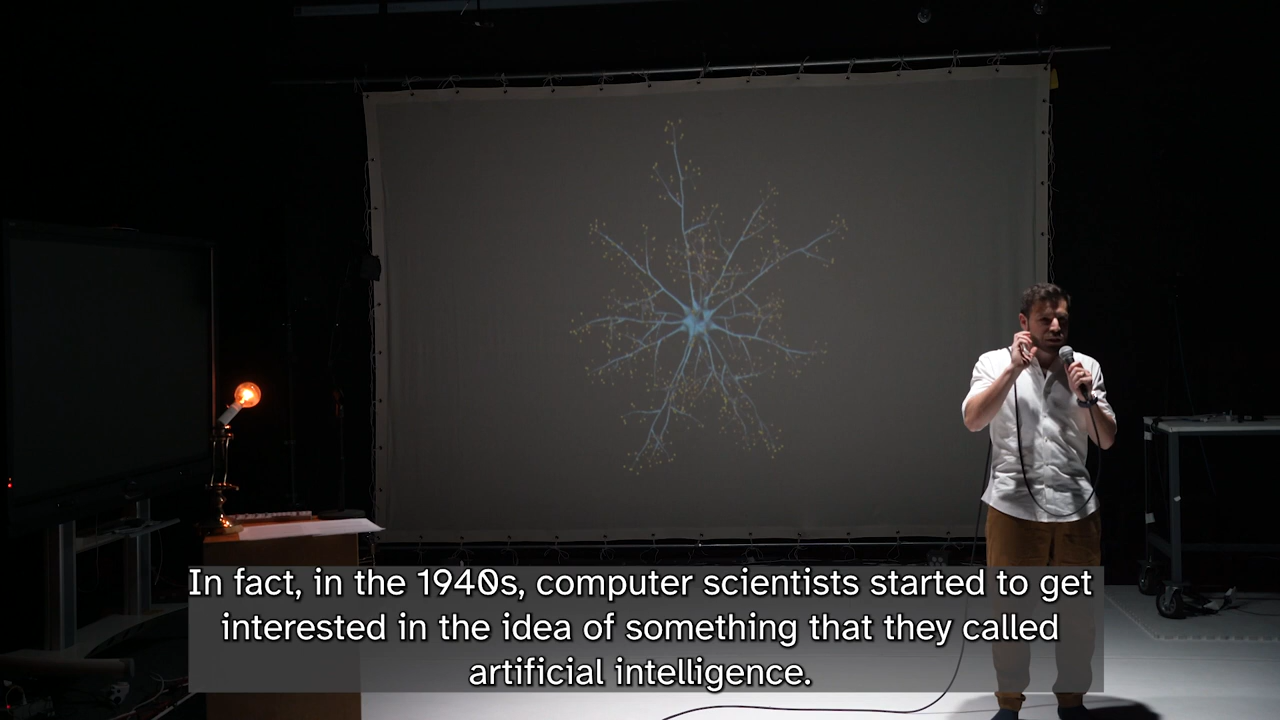 In fact, in the 1940s, computer scientists started to get
interested in the idea of something that they called
artificial intelligence.